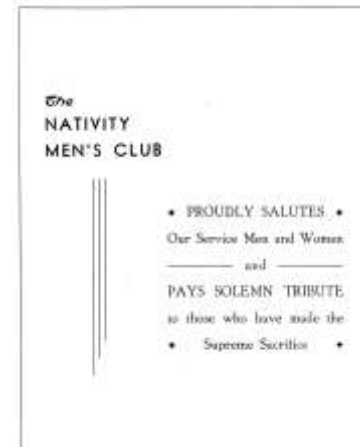 The
NATIVITY
MEN'S CLUB
• PROUDLY SALUTES •
Our Service Men and Women
and
PAYS SOLEMN TRIBUTE
to those who have made the
• Supreme Sacrifice •